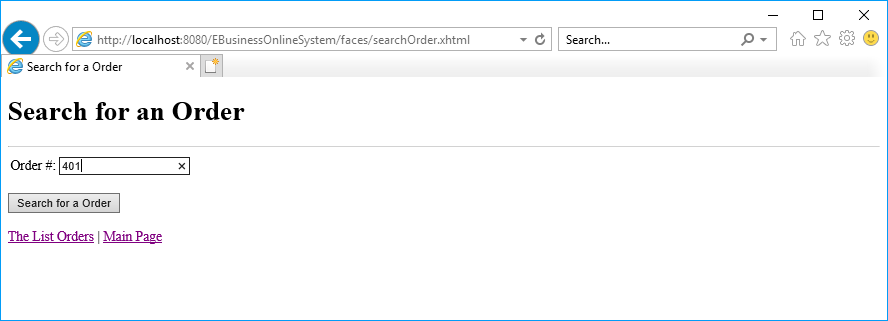 http://localhost:8080/EBusinessOnlineSystem/faces/searchOrder.xhtml Search...
Search for a Order
Search for an Order
Order #: 401
Search for a Order
The List Orders | Main Page